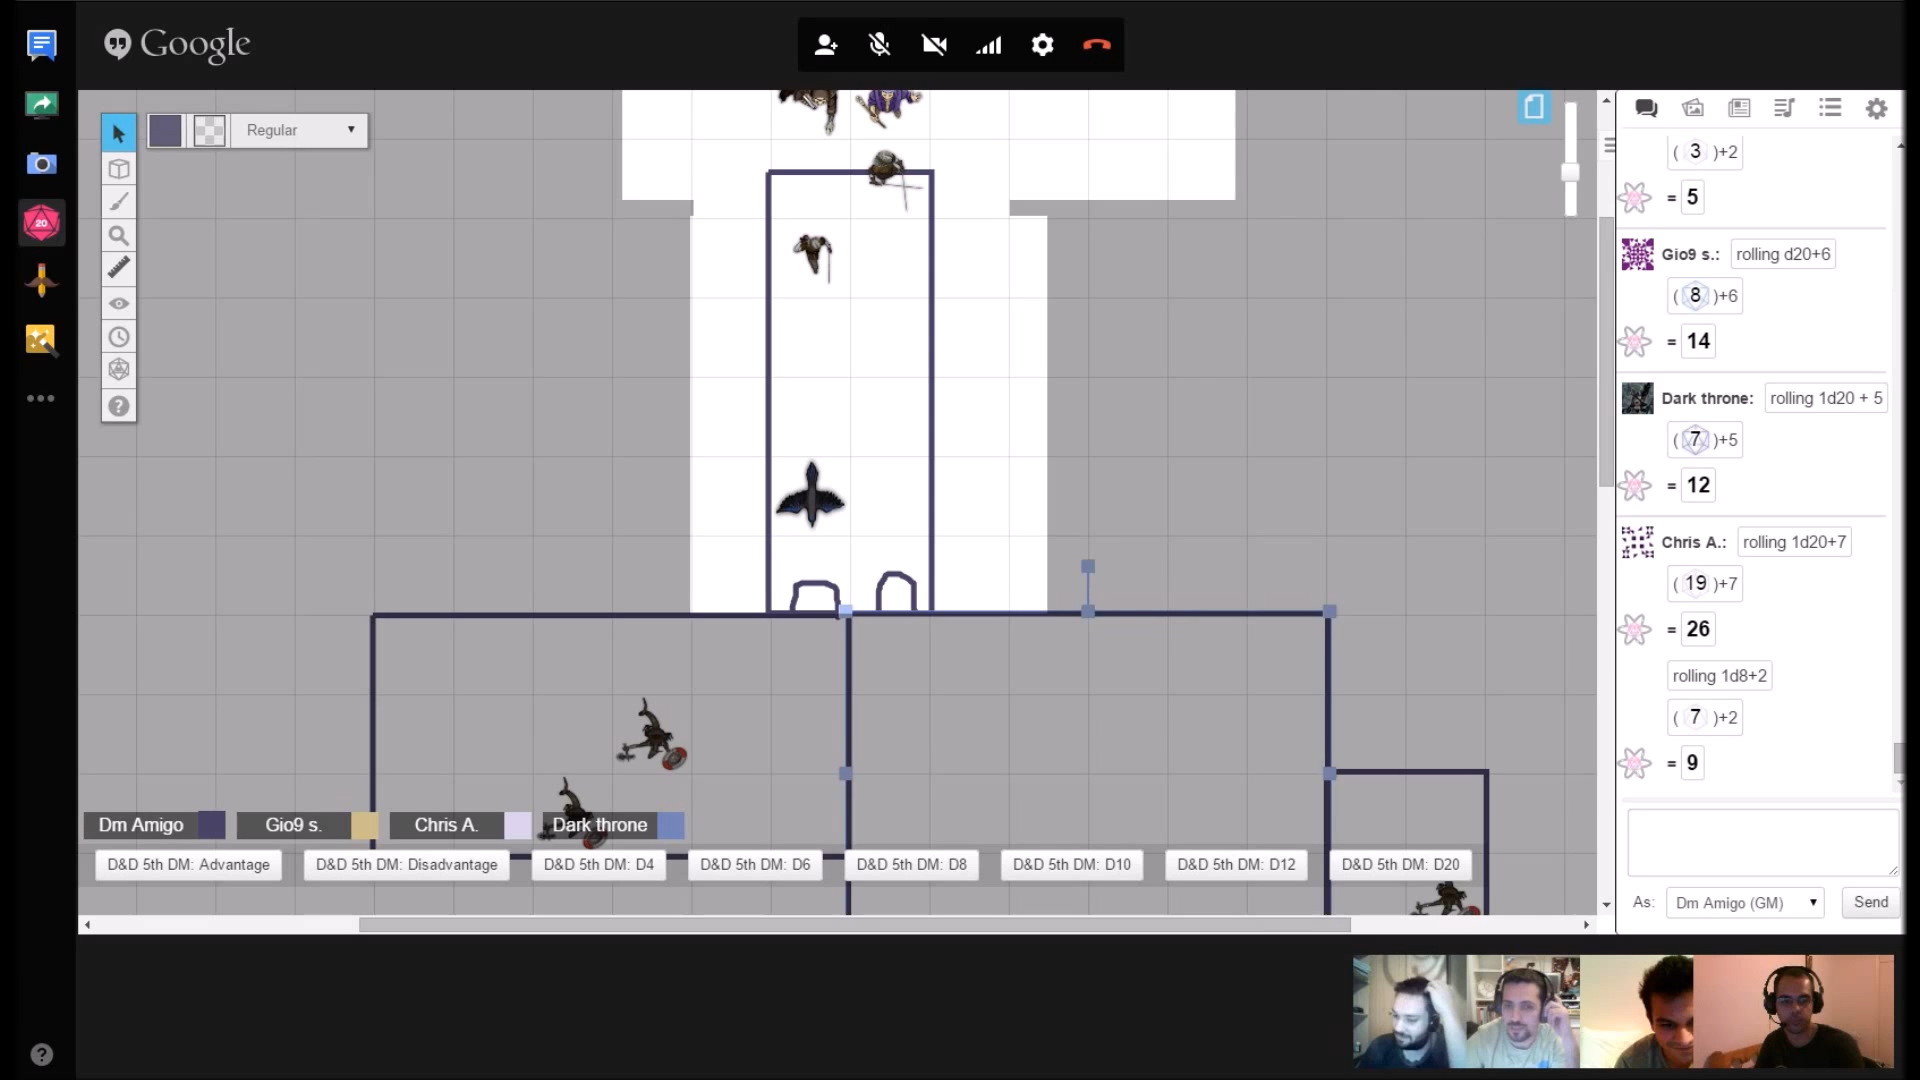 Google
Regular
( 3 )+2
= 5
Gio9 s.: rolling d20+6
( 8 )+6
= 14
Dark throne: rolling 1d20 + 5
( 7 )+5
= 12
Chris A.: rolling 1d20+7
( 19 )+7
= 26
rolling 1d8+2
( 7 )+2
= 9
20
Dm Amigo
Gio9 s.
Chris A.
Dark throne
D&D 5th DM: Advantage
D&D 5th DM: Disadvantage
D&D 5th DM: D4
D&D 5th DM: D6
D&D 5th DM: D8
D&D 5th DM: D10
D&D 5th DM: D12
D&D 5th DM: D20
As: Dm Amigo (GM) Send